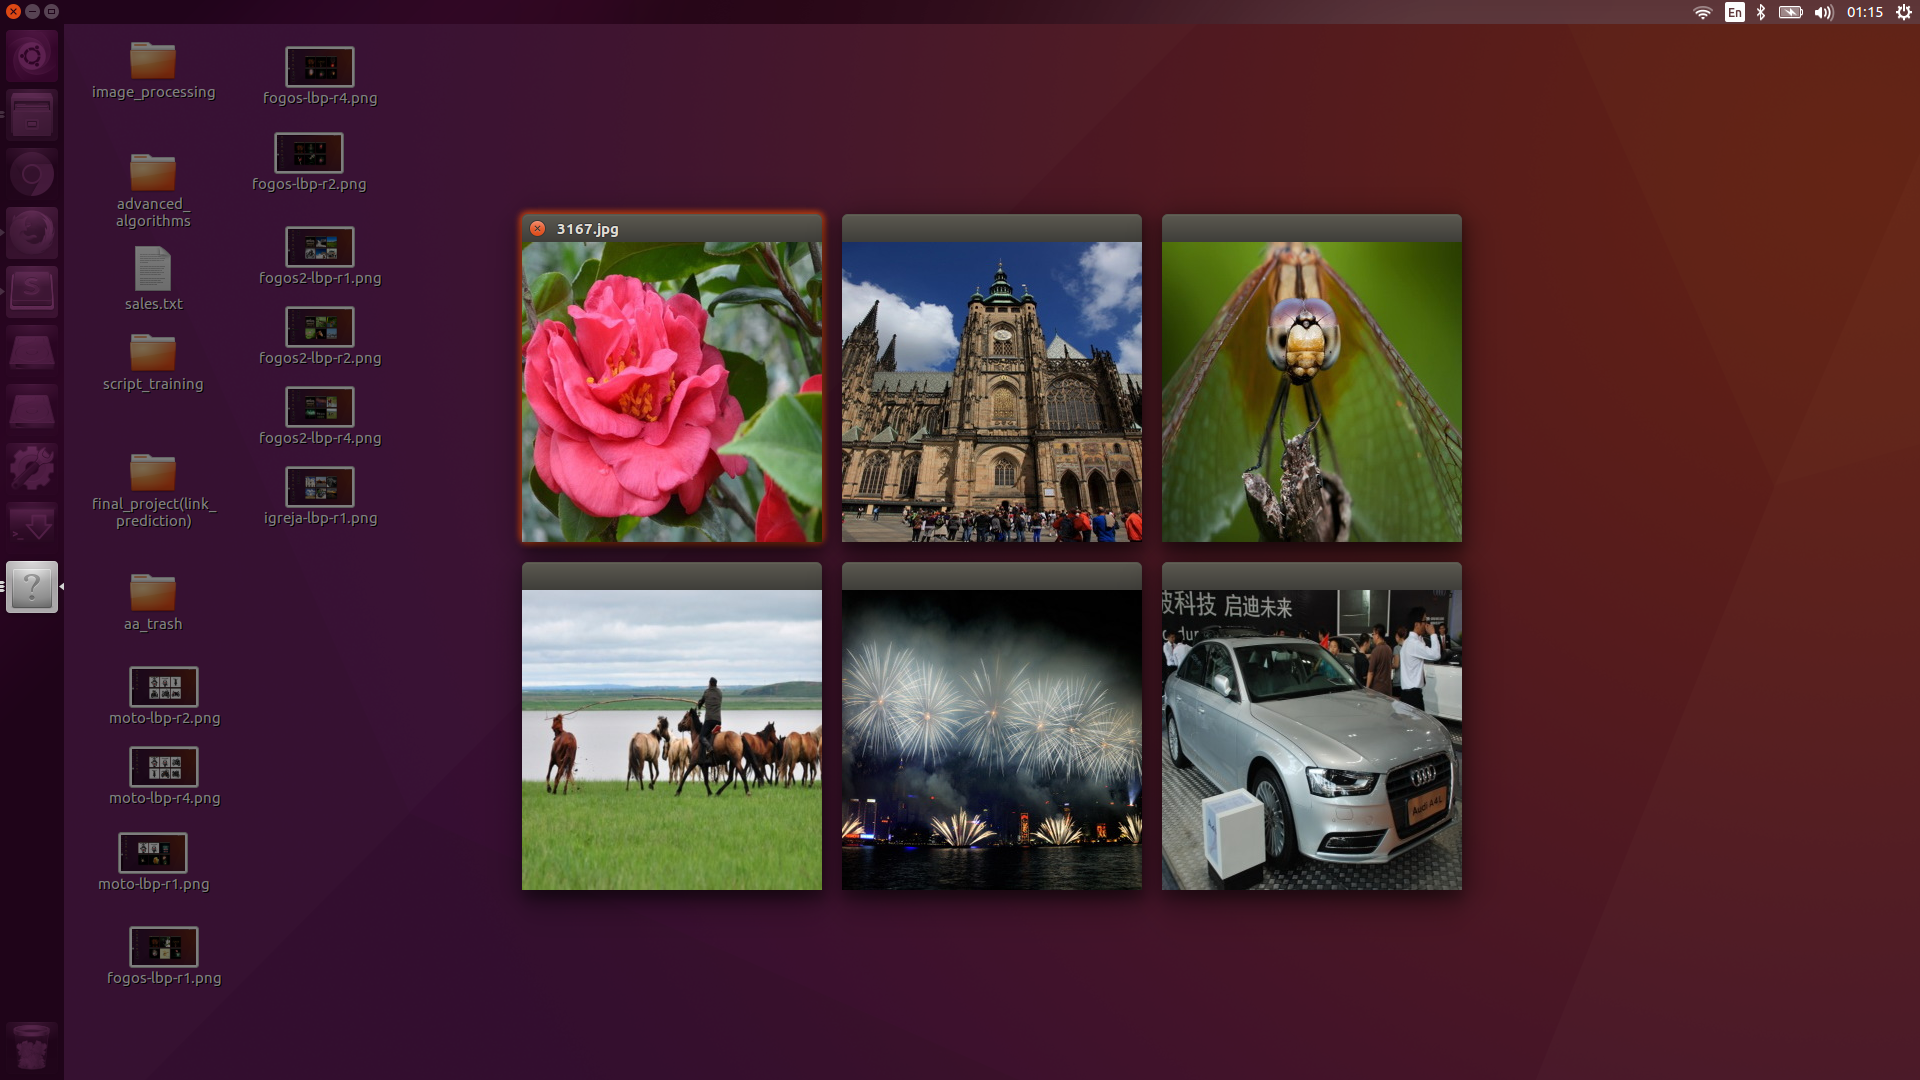 En
01:15
image_processing
fogos-lbp-r4.png
fogos-lbp-r2.png
advanced_
algorithms
fogos2-lbp-r1.png
sales.txt
fogos2-lbp-r2.png
script_training
fogos2-lbp-r4.png
final_project(link_
prediction)
igreja-lbp-r1.png
aa_trash
moto-lbp-r2.png
moto-lbp-r4.png
moto-lbp-r1.png
fogos-lbp-r1.png
3167.jpg
科技 启迪未来
Audi A4L
S
?